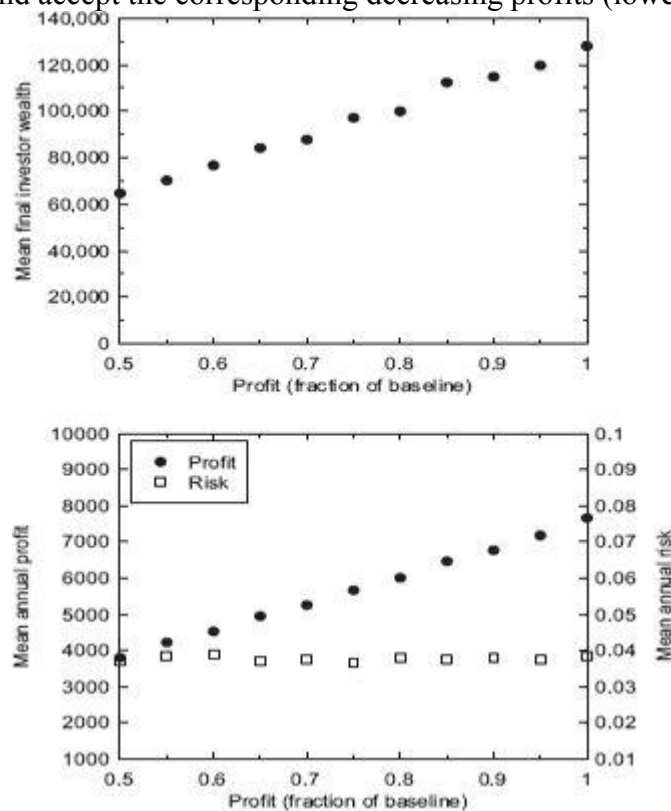 nd accept the corresponding decreasing profits (lowe
140,000
120,000
100,000
80,000
60,000
40,000
20,000
0
Mean final investor wealth
0.5 0.6 0.7 0.8 0.9 1
Profit (fraction of baseline)
10000 0.1
9000 0.09
8000 0.08
7000 0.07
6000 0.06
5000 0.05
4000 0.04
3000 0.03
2000 0.02
1000 0.01
Profit
Risk
Mean annual profit
Mean annual risk
0.5 0.6 0.7 0.8 0.9 1
Profit (fraction of baseline)